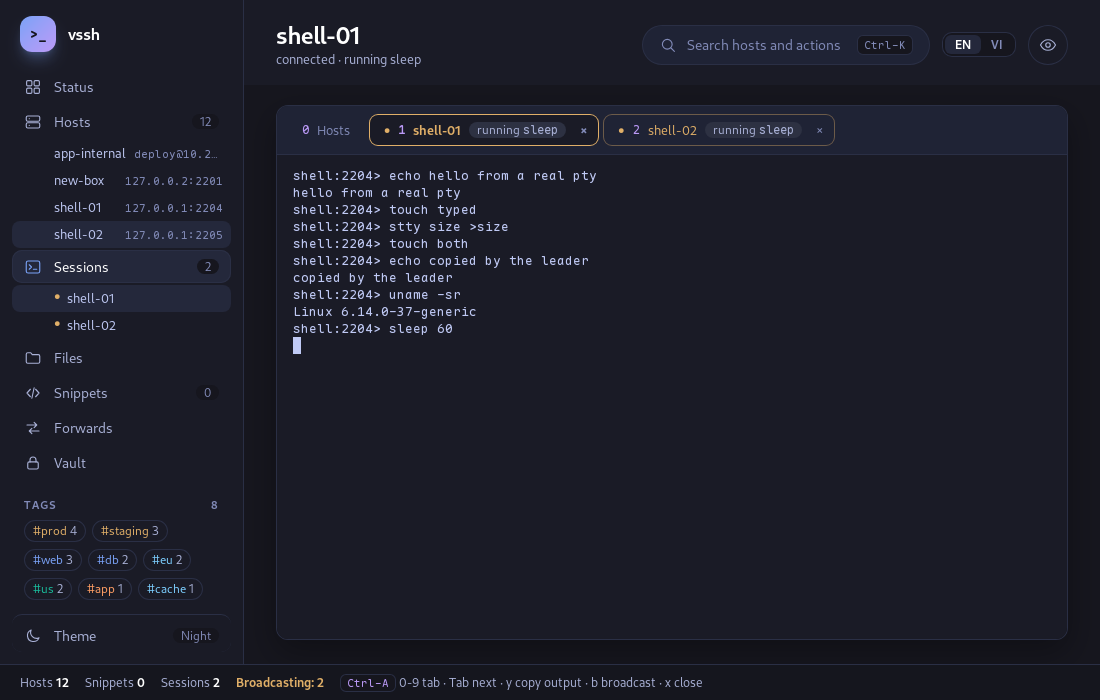 >_ vssh
Status
Hosts 12
app-internal deploy@10.2…
new-box 127.0.0.2:2201
shell-01 127.0.0.1:2204
shell-02 127.0.0.1:2205
Sessions 2
• shell-01
• shell-02
Files
Snippets 0
Forwards
Vault
TAGS 8
#prod 4 #staging 3
#web 3 #db 2 #eu 2
#us 2 #app 1 #cache 1
Theme Night
shell-01
connected · running sleep
Search hosts and actions Ctrl-K
EN VI
0 Hosts • 1 shell-01 running sleep × • 2 shell-02 running sleep ×
shell:2204> echo hello from a real pty
hello from a real pty
shell:2204> touch typed
shell:2204> stty size >size
shell:2204> touch both
shell:2204> echo copied by the leader
copied by the leader
shell:2204> uname -sr
Linux 6.14.0-37-generic
shell:2204> sleep 60
Hosts 12 Snippets 0 Sessions 2 Broadcasting: 2 Ctrl-A 0-9 tab · Tab next · y copy output · b broadcast · x close